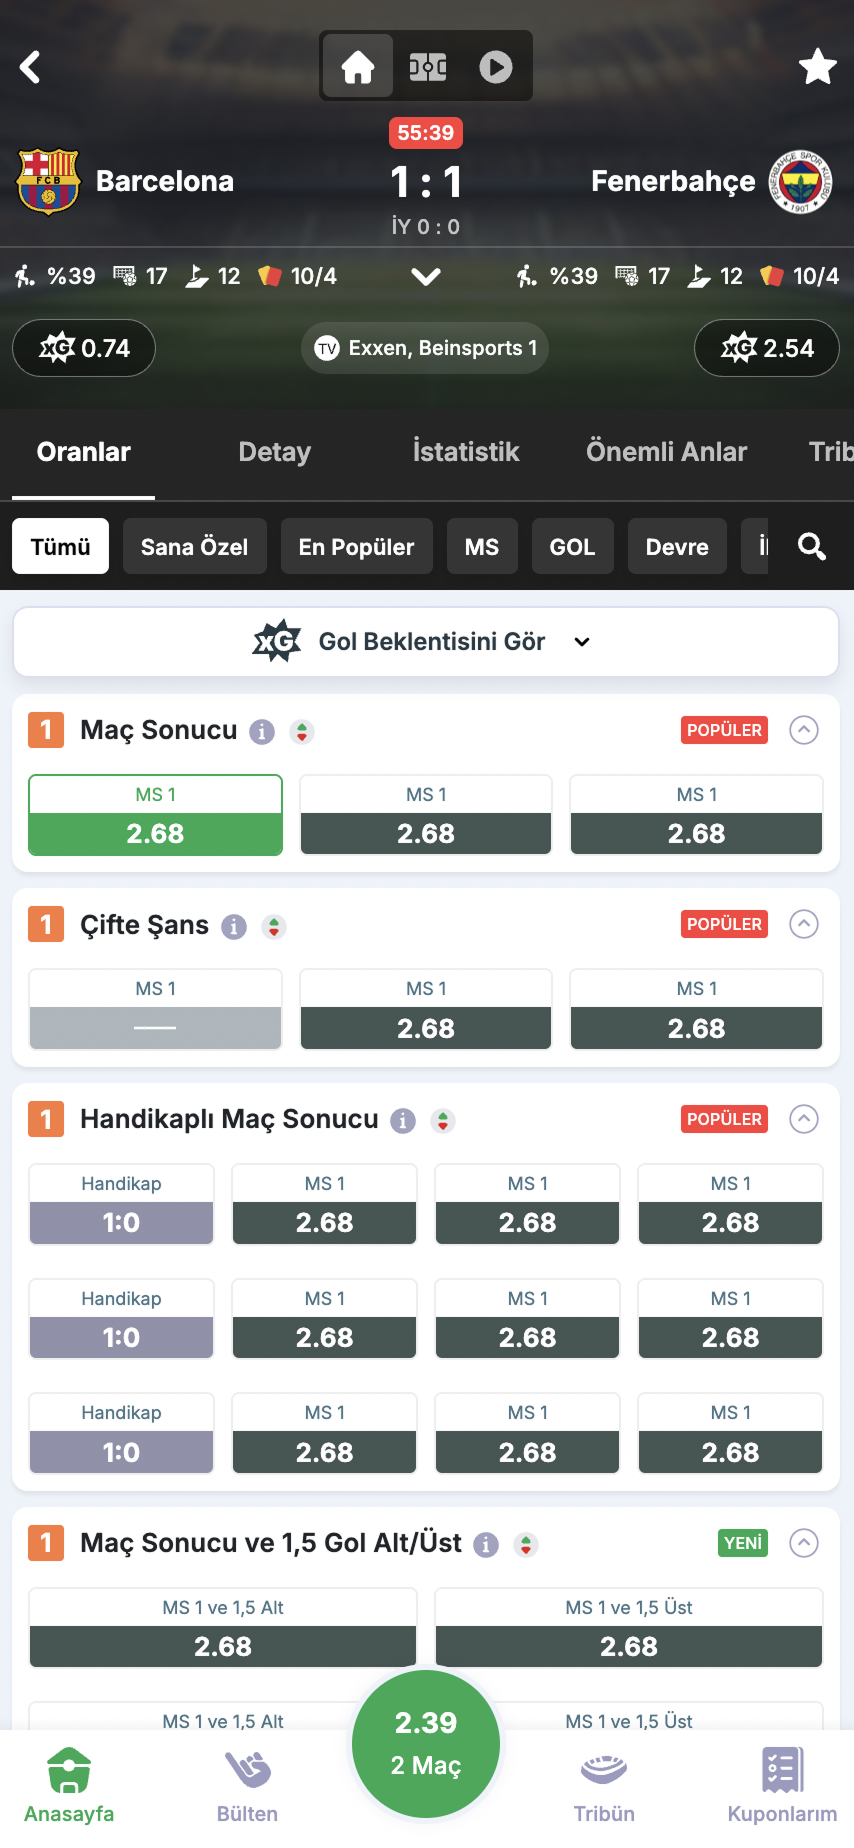 55:39
Barcelona
1 : 1
Fenerbahçe
İY 0 : 0
%39 17 12 10/4
%39 17 12 10/4
xG 0.74
TV Exxen, Beinsports 1
xG 2.54
Oranlar Detay İstatistik Önemli Anlar Trib
Tümü Sana Özel En Popüler MS GOL Devre
xG Gol Beklentisini Gör
1 Maç Sonucu i POPÜLER
MS 1 MS 1 MS 1
2.68 2.68 2.68
1 Çifte Şans i POPÜLER
MS 1 MS 1 MS 1
— 2.68 2.68
1 Handikaplı Maç Sonucu i POPÜLER
Handikap MS 1 MS 1 MS 1
1:0 2.68 2.68 2.68
Handikap MS 1 MS 1 MS 1
1:0 2.68 2.68 2.68
Handikap MS 1 MS 1 MS 1
1:0 2.68 2.68 2.68
1 Maç Sonucu ve 1,5 Gol Alt/Üst i YENİ
MS 1 ve 1,5 Alt MS 1 ve 1,5 Üst
2.68 2.68
MS 1 ve 1,5 Alt MS 1 ve 1,5 Üst
2.39
2 Maç
Anasayfa Bülten Tribün Kuponlarım